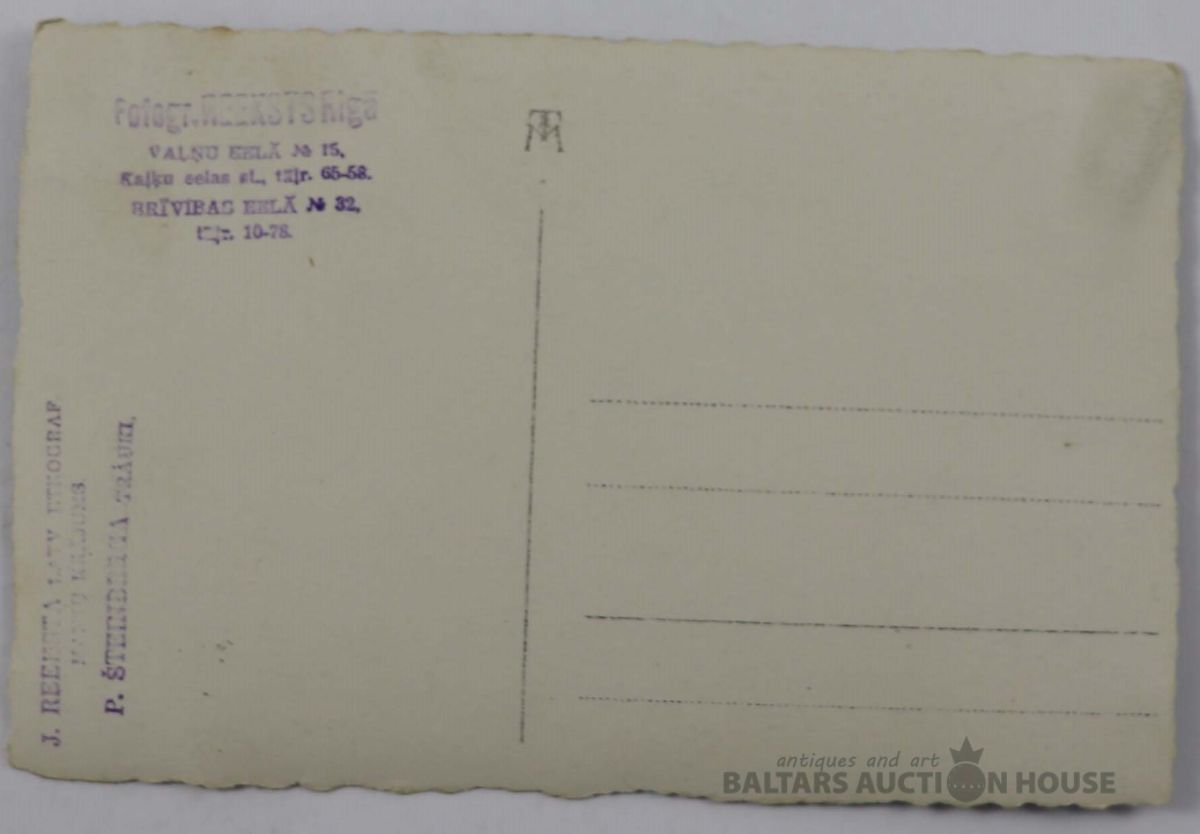 Fotogr. REEKSTS Rīgā
VAĻŅU EELĀ № 15,
Kaļķu eelas st., tāļr. 65-58.
BRĪVĪBAS EELĀ № 32,
tāļr. 10-78.
J. REEKSTA LATV. ETNOGRAF
P. ŠTEINBERGA TRAUKI.
antiques and art
BALTARS AUCTION HOUSE